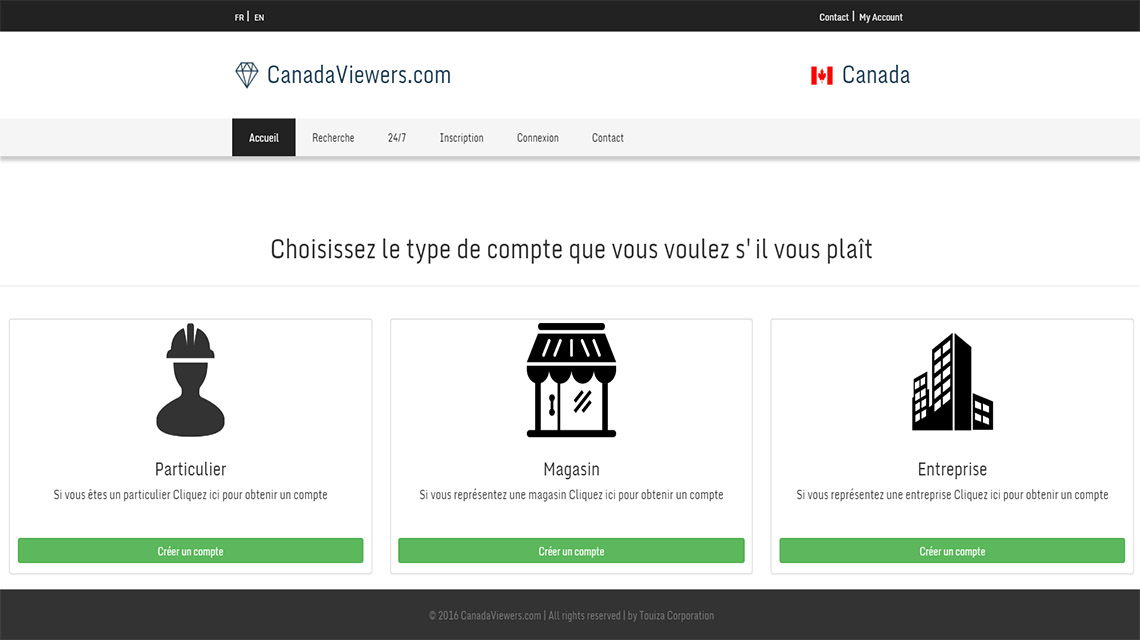 FR | EN
Contact | My Account
CanadaViewers.com
Canada
Accueil Recherche 24/7 Inscription Connexion Contact
Choisissez le type de compte que vous voulez s'il vous plaît
Particulier
Si vous êtes un particulier Cliquez ici pour obtenir un compte
Créer un compte
Magasin
Si vous représentez une magasin Cliquez ici pour obtenir un compte
Créer un compte
Entreprise
Si vous représentez une entreprise Cliquez ici pour obtenir un compte
Créer un compte
© 2016 CanadaViewers.com | All rights reserved | by Touiza Corporation